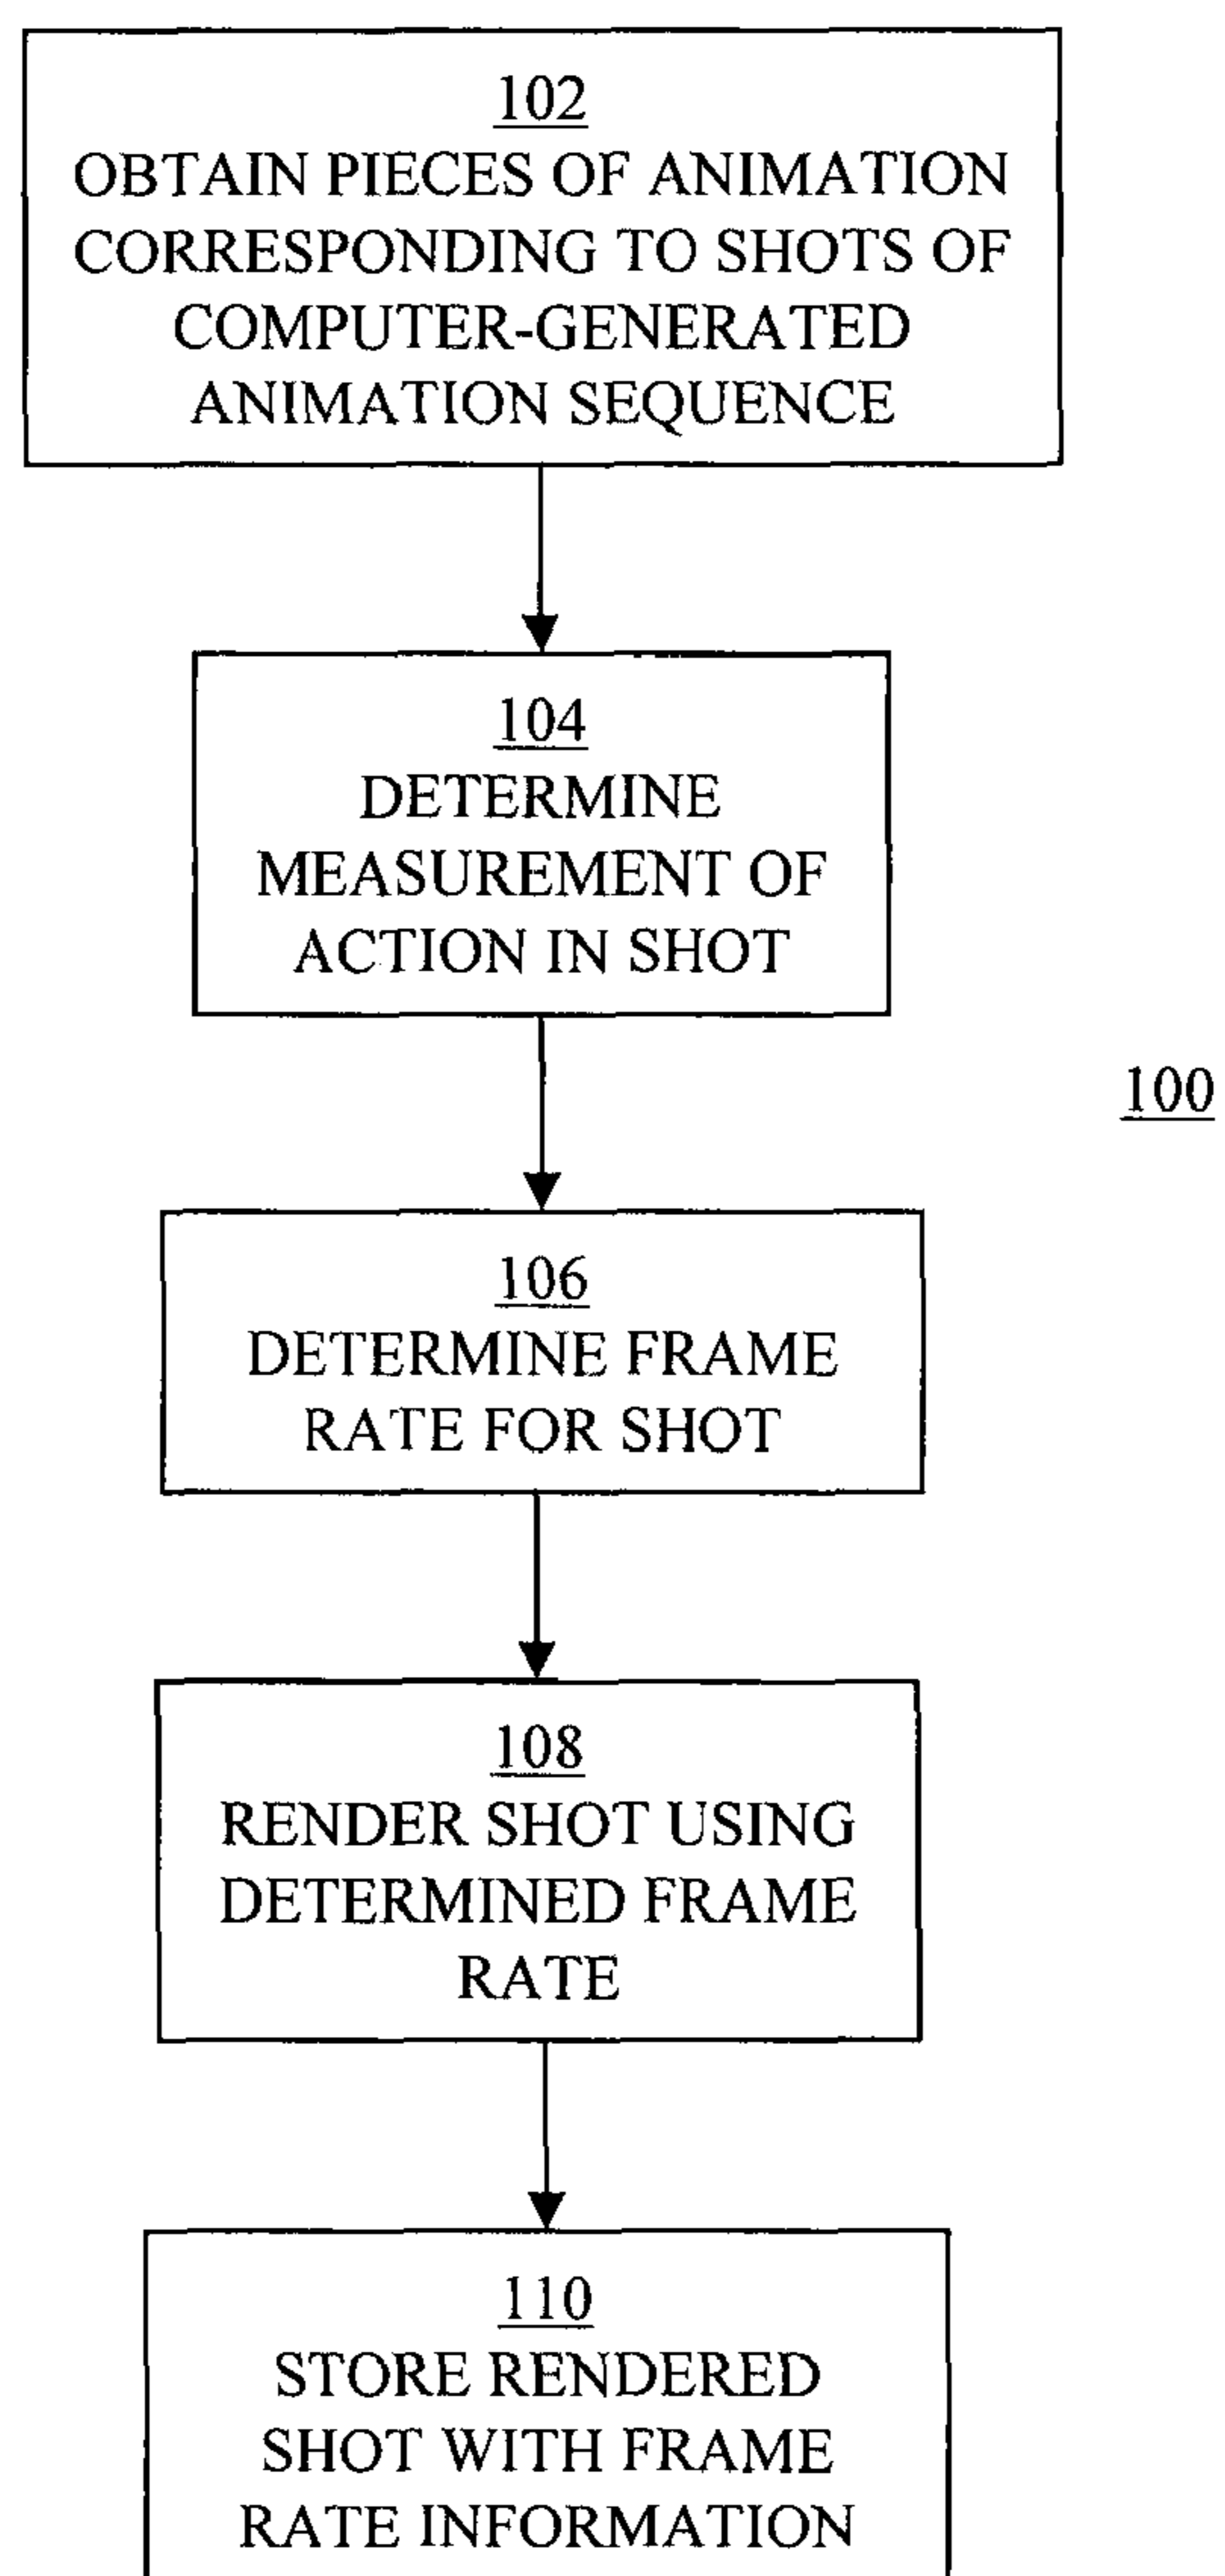 102
OBTAIN PIECES OF ANIMATION
CORRESPONDING TO SHOTS OF
COMPUTER-GENERATED
ANIMATION SEQUENCE
104
DETERMINE
MEASUREMENT OF
ACTION IN SHOT
100
106
DETERMINE FRAME
RATE FOR SHOT
108
RENDER SHOT USING
DETERMINED FRAME
RATE
110
STORE RENDERED
SHOT WITH FRAME
RATE INFORMATION